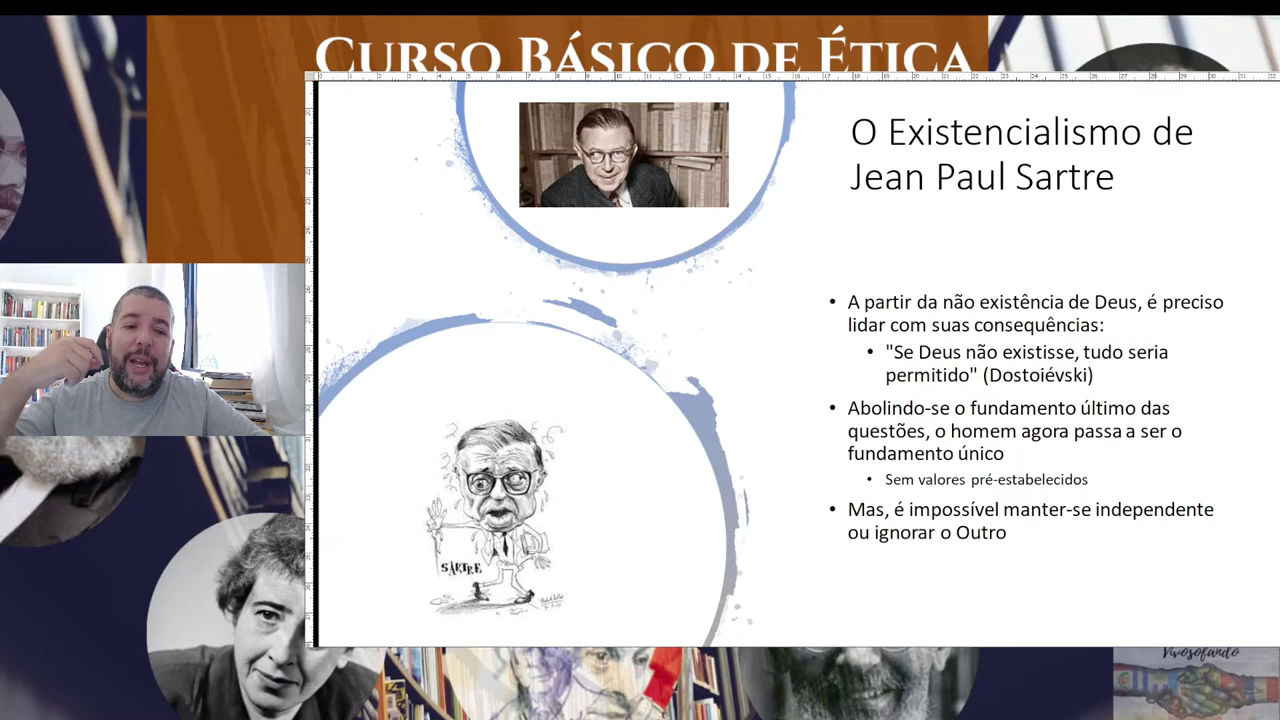 CURSO BÁSICO DE ÉTICA
O Existencialismo de
Jean Paul Sartre
• A partir da não existência de Deus, é preciso
lidar com suas consequências:
• "Se Deus não existisse, tudo seria
permitido" (Dostoiévski)
• Abolindo-se o fundamento último das
questões, o homem agora passa a ser o
fundamento único
• Sem valores pré-estabelecidos
• Mas, é impossível manter-se independente
ou ignorar o Outro
SARTRE
Vivosofando